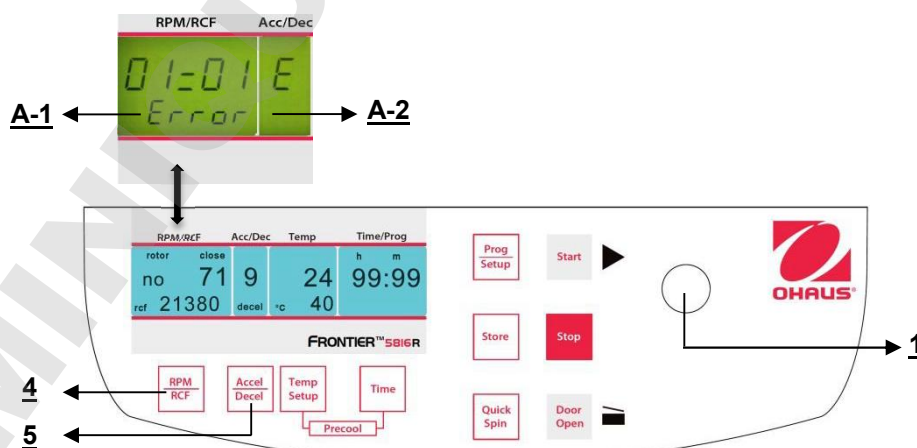 RPM/RCF Acc/Dec
01=01 E
Error
A-1
A-2
RPM/RCF Acc/Dec Temp Time/Prog
rotor close h m
no 71 9 24 99:99
rcf 21380 decel °C 40
FRONTIER™5816R
RPM
RCF
Accel
Decel
Temp
Setup
Time
Precool
4
5
Prog
Setup
Start
Store
Stop
Quick
Spin
Door
Open
OHAUS®
1